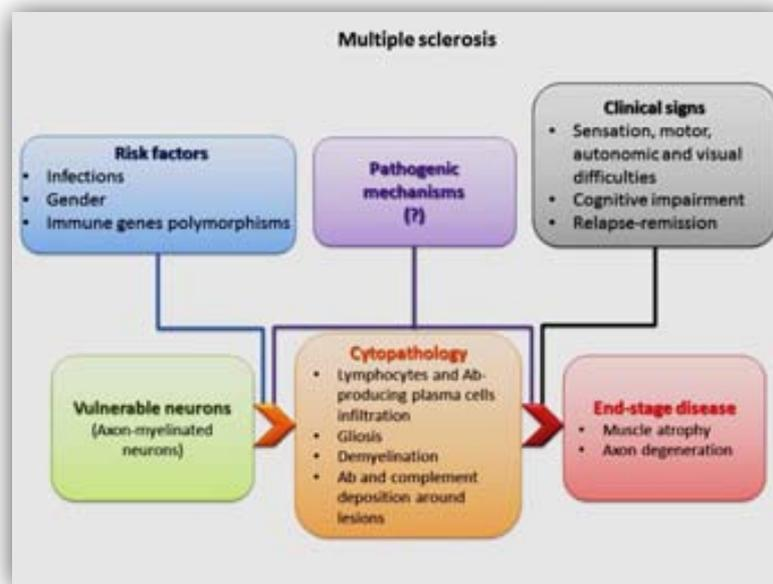 Multiple sclerosis
Risk factors
• Infections
• Gender
• Immune genes polymorphisms
Pathogenic
mechanisms
(?)
Clinical signs
• Sensation, motor,
autonomic and visual
difficulties
• Cognitive impairment
• Relapse-remission
Vulnerable neurons
(Axon-myelinated
neurons)
Cytopathology
• Lymphocytes and Ab-
producing plasma cells
infiltration
• Gliosis
• Demyelination
• Ab and complement
deposition around
lesions
End-stage disease
• Muscle atrophy
• Axon degeneration